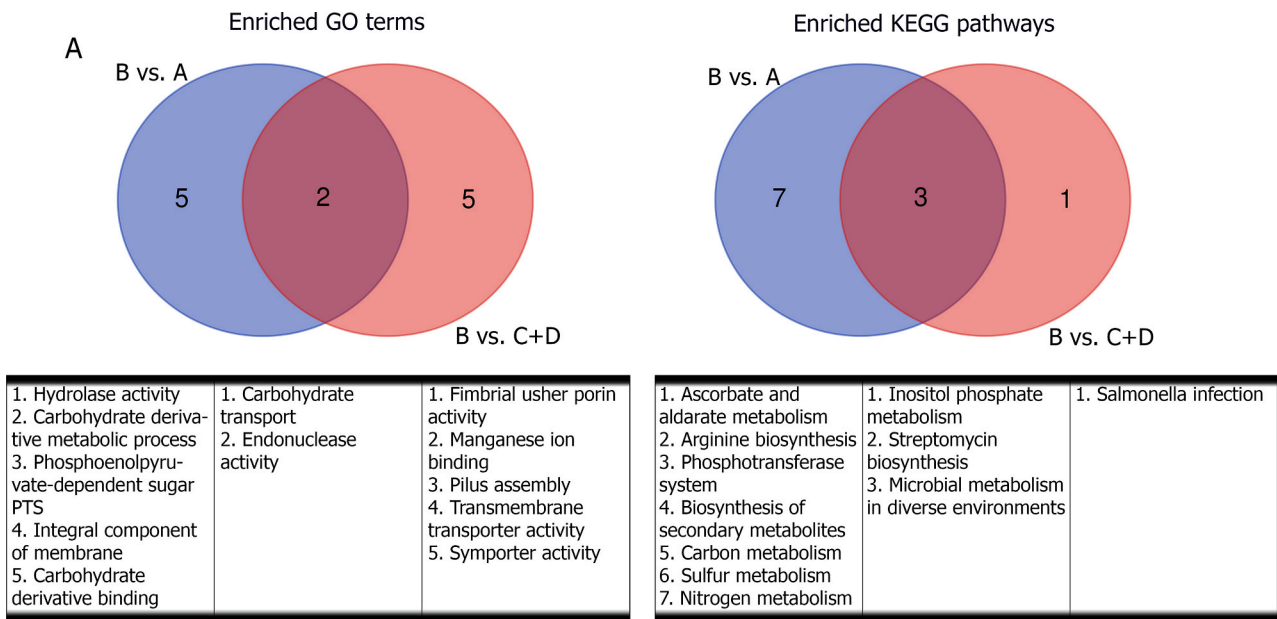 Enriched GO terms
A
B vs. A
5
2
5
B vs. C+D
1. Hydrolase activity
2. Carbohydrate deriva-
tive metabolic process
3. Phosphoenolpyru-
vate-dependent sugar
PTS
4. Integral component
of membrane
5. Carbohydrate
derivative binding
1. Carbohydrate
transport
2. Endonuclease
activity
1. Fimbrial usher porin
activity
2. Manganese ion
binding
3. Pilus assembly
4. Transmembrane
transporter activity
5. Symporter activity
Enriched KEGG pathways
B vs. A
7
3
1
B vs. C+D
1. Ascorbate and
aldarate metabolism
2. Arginine biosynthesis
3. Phosphotransferase
system
4. Biosynthesis of
secondary metabolites
5. Carbon metabolism
6. Sulfur metabolism
7. Nitrogen metabolism
1. Inositol phosphate
metabolism
2. Streptomycin
biosynthesis
3. Microbial metabolism
in diverse environments
1. Salmonella infection